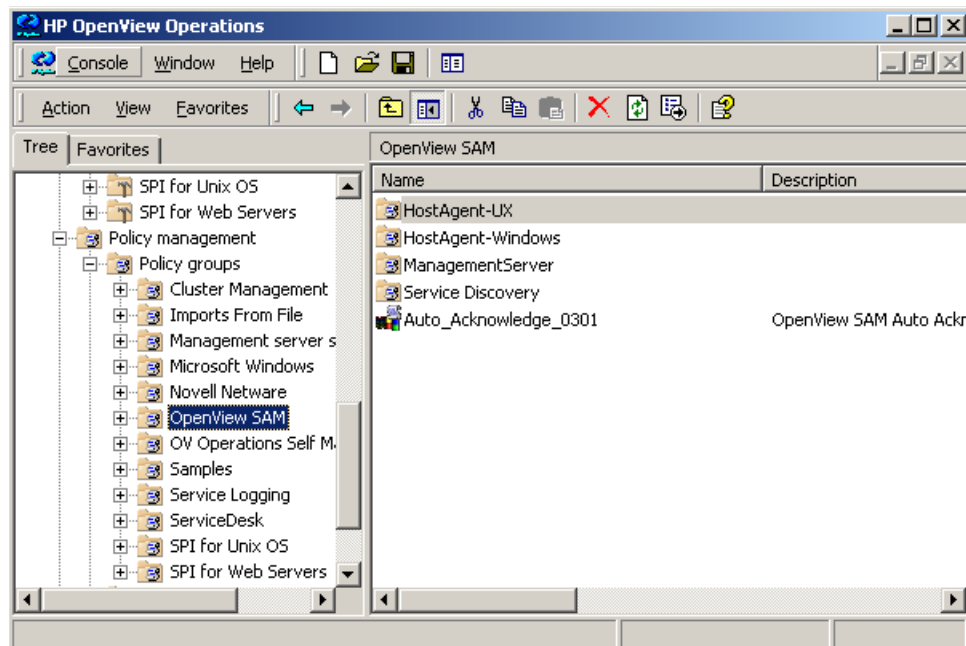 HP OpenView Operations
Console Window Help
Action View Favorites
Tree Favorites
OpenView SAM
SPI for Unix OS
SPI for Web Servers
Policy management
Policy groups
Cluster Management
Imports From File
Management server s
Microsoft Windows
Novell Netware
OpenView SAM
OV Operations Self M
Samples
Service Logging
ServiceDesk
SPI for Unix OS
SPI for Web Servers
Name Description
HostAgent-UX
HostAgent-Windows
ManagementServer
Service Discovery
Auto_Acknowledge_0301 OpenView SAM Auto Ackr